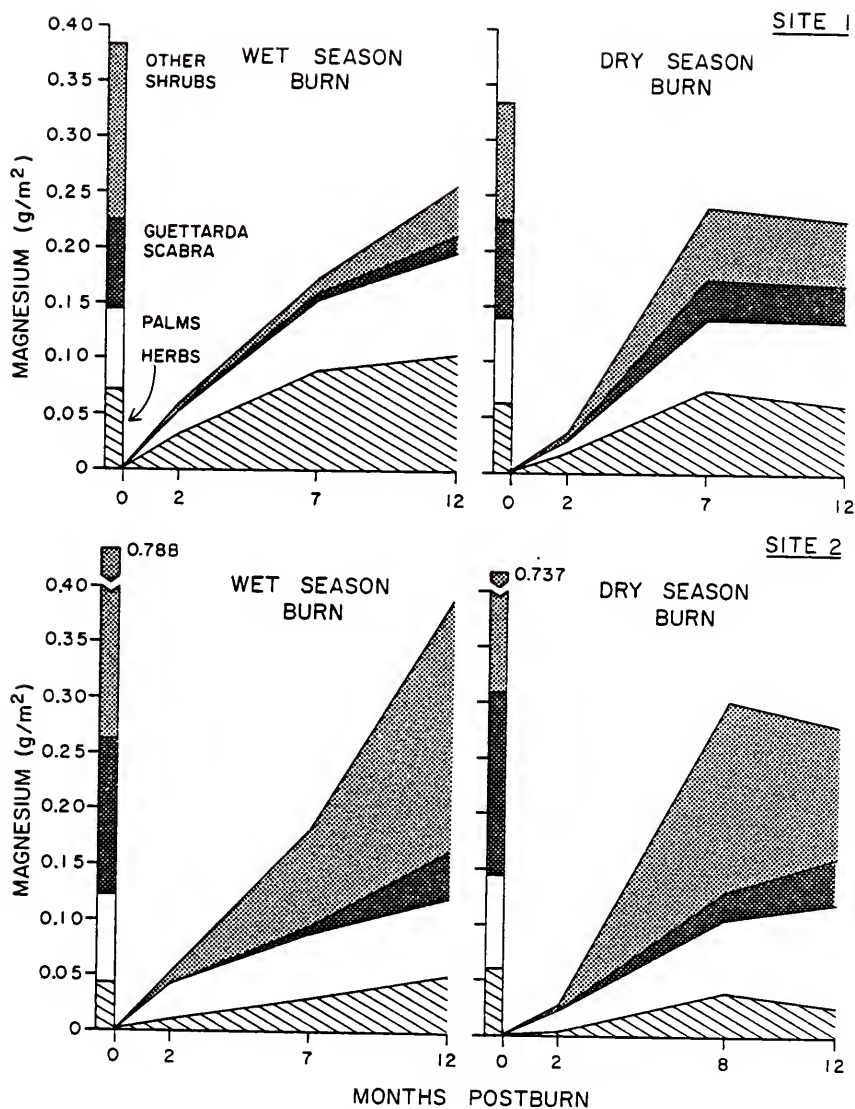 SITE 1
WET SEASON
BURN
DRY SEASON
BURN
OTHER
SHRUBS
GUETTARDA
SCABRA
PALMS
HERBS
MAGNESIUM (g/m²)
0.40
0.35
0.30
0.25
0.20
0.15
0.10
0.05
0
0 2 7 12
0 2 7 12
SITE 2
0.788
WET SEASON
BURN
0.737
DRY SEASON
BURN
MAGNESIUM (g/m²)
0.40
0.35
0.30
0.25
0.20
0.15
0.10
0.05
0
0 2 7 12
0 2 8 12
MONTHS POSTBURN